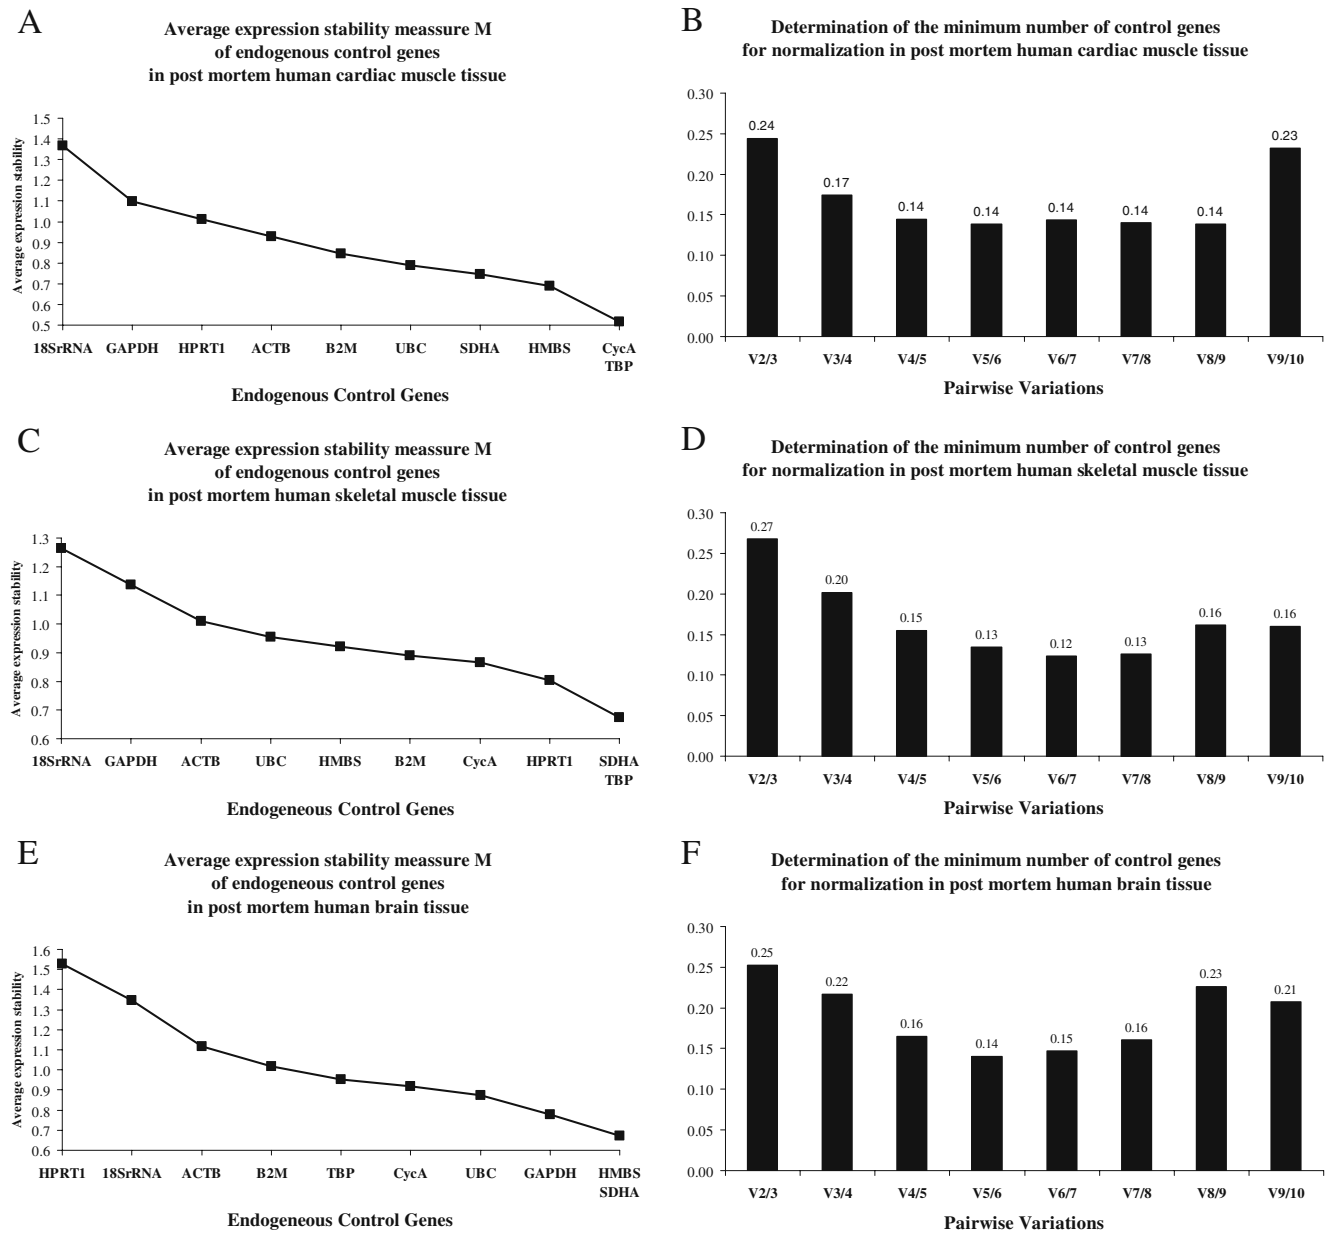 A
Average expression stability meassure M
of endogenous control genes
in post mortem human cardiac muscle tissue
Average expression stability
1.5
1.4
1.3
1.2
1.1
1.0
0.9
0.8
0.7
0.6
0.5
18SrRNA GAPDH HPRT1 ACTB B2M UBC SDHA HMBS CycA
TBP
Endogenous Control Genes
B
Determination of the minimum number of control genes
for normalization in post mortem human cardiac muscle tissue
0.30
0.25
0.20
0.15
0.10
0.05
0.00
0.24 0.17 0.14 0.14 0.14 0.14 0.14 0.23
V2/3 V3/4 V4/5 V5/6 V6/7 V7/8 V8/9 V9/10
Pairwise Variations
C
Average expression stability meassure M
of endogenous control genes
in post mortem human skeletal muscle tissue
Average expression stability
1.3
1.2
1.1
1.0
0.9
0.8
0.7
0.6
18SrRNA GAPDH ACTB UBC HMBS B2M CycA HPRT1 SDHA
TBP
Endogeneous Control Genes
D
Determination of the minimum number of control genes
for normalization in post mortem human skeletal muscle tissue
0.30
0.25
0.20
0.15
0.10
0.05
0.00
0.27 0.20 0.15 0.13 0.12 0.13 0.16 0.16
V2/3 V3/4 V4/5 V5/6 V6/7 V7/8 V8/9 V9/10
Pairwise Variations
E
Average expression stability meassure M
of endogeneous control genes
in post mortem human brain tissue
Average expression stability
1.6
1.5
1.4
1.3
1.2
1.1
1.0
0.9
0.8
0.7
0.6
HPRT1 18SrRNA ACTB B2M TBP CycA UBC GAPDH HMBS
SDHA
Endogeneous Control Genes
F
Determination of the minimum number of control genes
for normalization in post mortem human brain tissue
0.30
0.25
0.20
0.15
0.10
0.05
0.00
0.25 0.22 0.16 0.14 0.15 0.16 0.23 0.21
V2/3 V3/4 V4/5 V5/6 V6/7 V7/8 V8/9 V9/10
Pairwise Variations